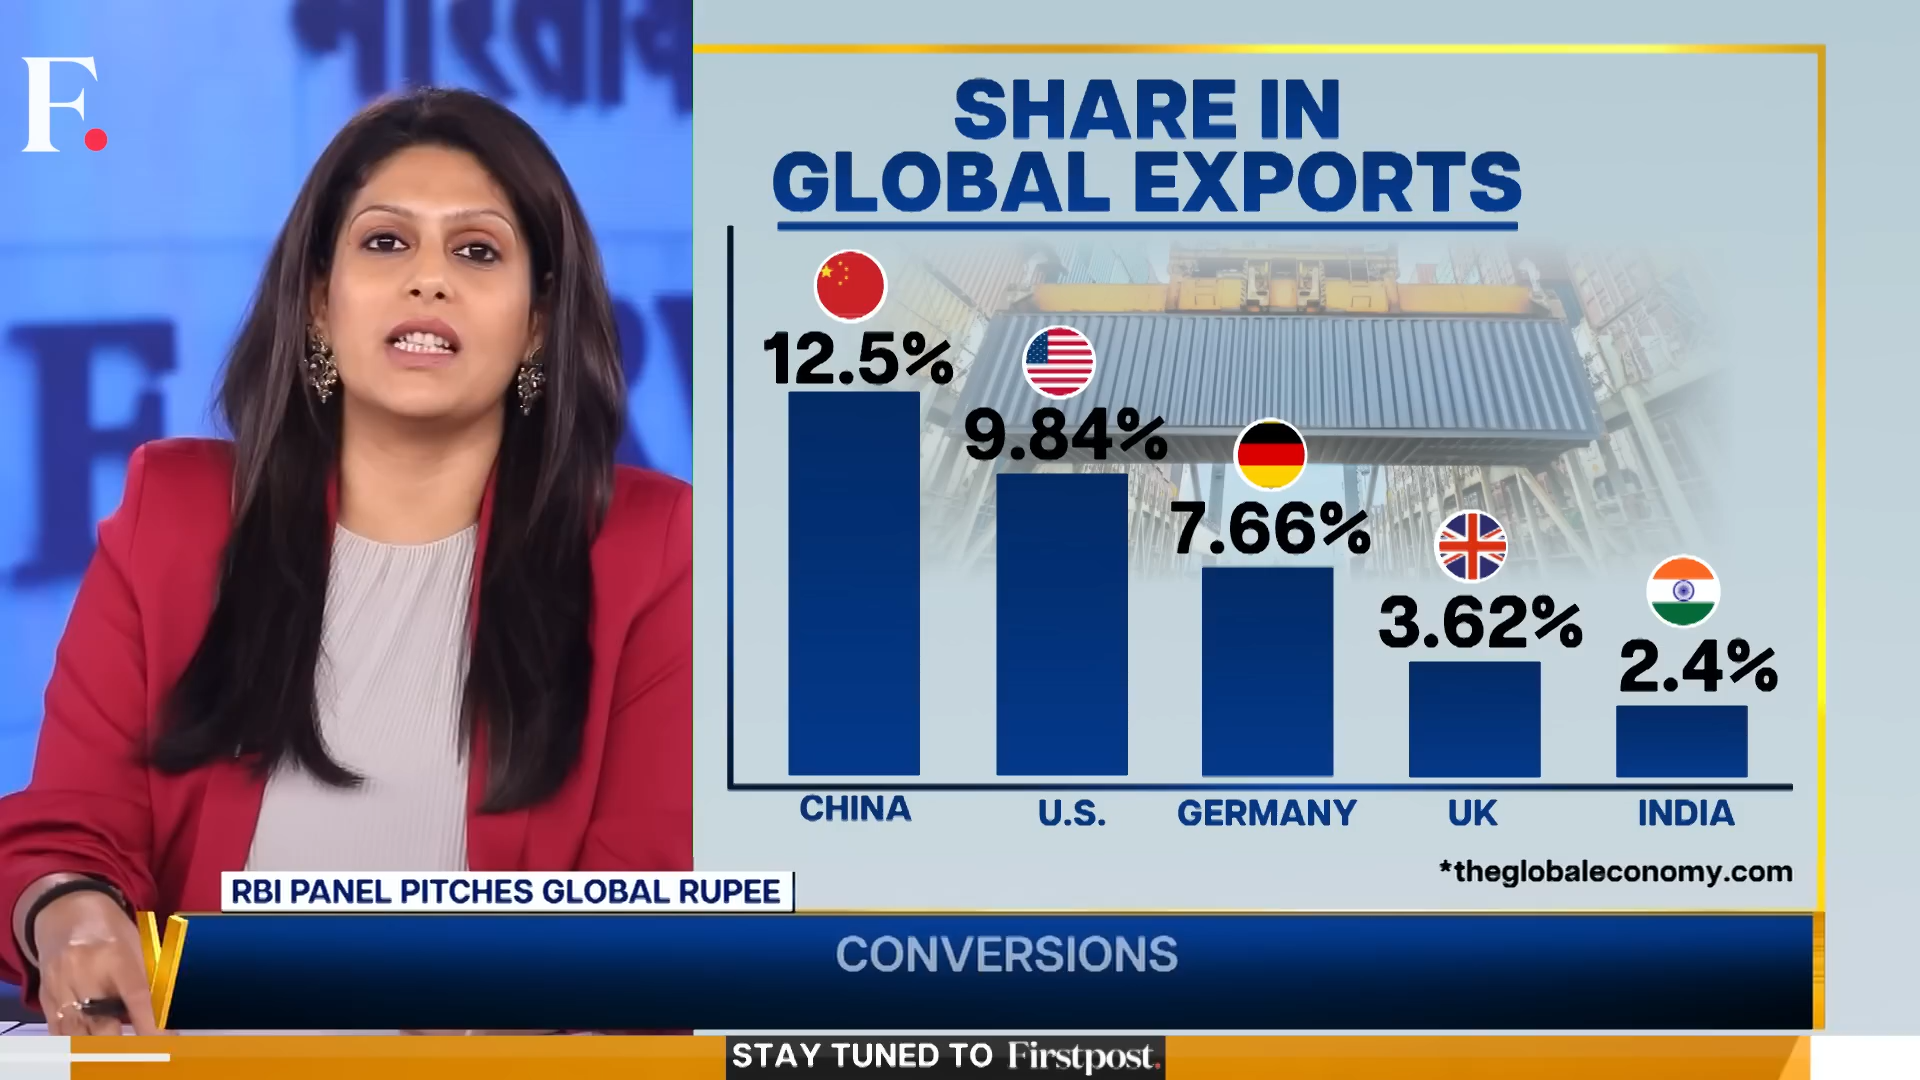 F.
SHARE IN
GLOBAL EXPORTS
12.5%
9.84%
7.66%
3.62%
2.4%
CHINA
U.S.
GERMANY
UK
INDIA
*theglobaleconomy.com
RBI PANEL PITCHES GLOBAL RUPEE
CONVERSIONS
STAY TUNED TO Firstpost.